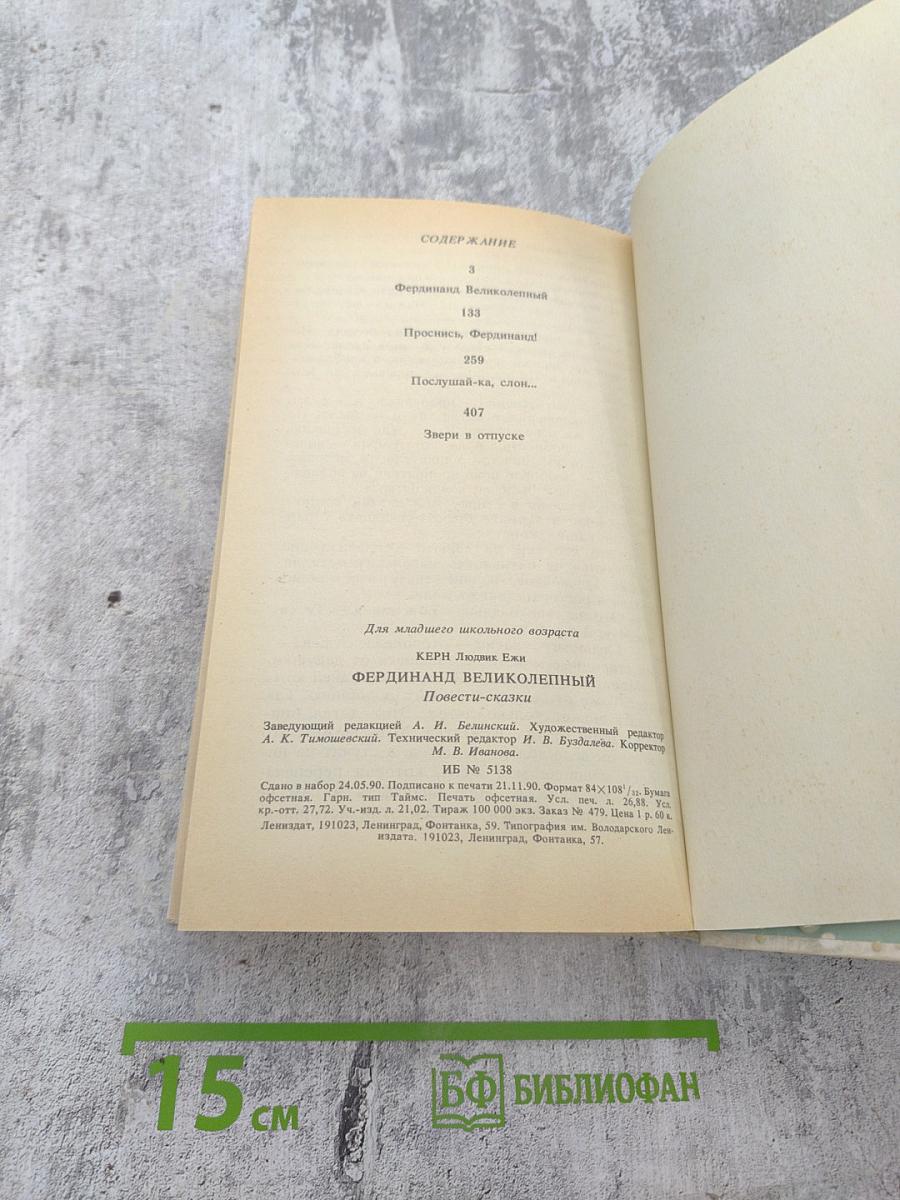 СОДЕРЖАНИЕ
3
Фердинанд Великолепный
133
Проснись, Фердинанд!
259
Послушай-ка, слон...
407
Звери в отпуске
Для младшего школьного возраста
КЕРН Людвик Ежи
ФЕРДИНАНД ВЕЛИКОЛЕПНЫЙ
Повести-сказки
Заведующий редакцией А. И. Белинский. Художественный редактор
А. К. Тимошевский. Технический редактор И. В. Буздалева. Корректор
М. В. Иванова.
ИБ № 5138
Сдано в набор 24.05.90. Подписано к печати 21.11.90. Формат 84×108¹/₃₂. Бумага
офсетная. Гарн. тип Таймс. Печать офсетная. Усл. печ. л. 26,88. Усл.
кр.-отт. 27,72. Уч.-изд. л. 21,02. Тираж 100 000 экз. Заказ № 479. Цена 1 р. 60 к.
Лениздат, 191023, Ленинград, Фонтанка, 59. Типография им. Володарского Лен-
издата. 191023, Ленинград, Фонтанка, 57.
15 см
БФ БИБЛИОФАН